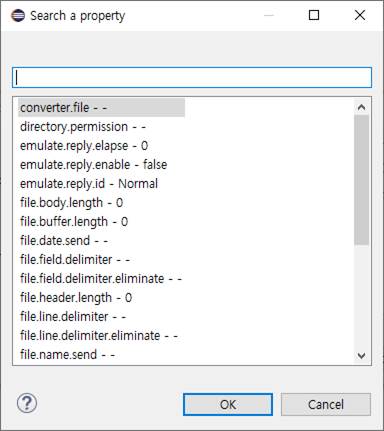 Search a property
converter.file - -
directory.permission - -
emulate.reply.elapse - 0
emulate.reply.enable - false
emulate.reply.id - Normal
file.body.length - 0
file.buffer.length - 0
file.date.send - -
file.field.delimiter - -
file.field.delimiter.eliminate - -
file.header.length - 0
file.line.delimiter - -
file.line.delimiter.eliminate - -
file.name.send - -
?
OK
Cancel